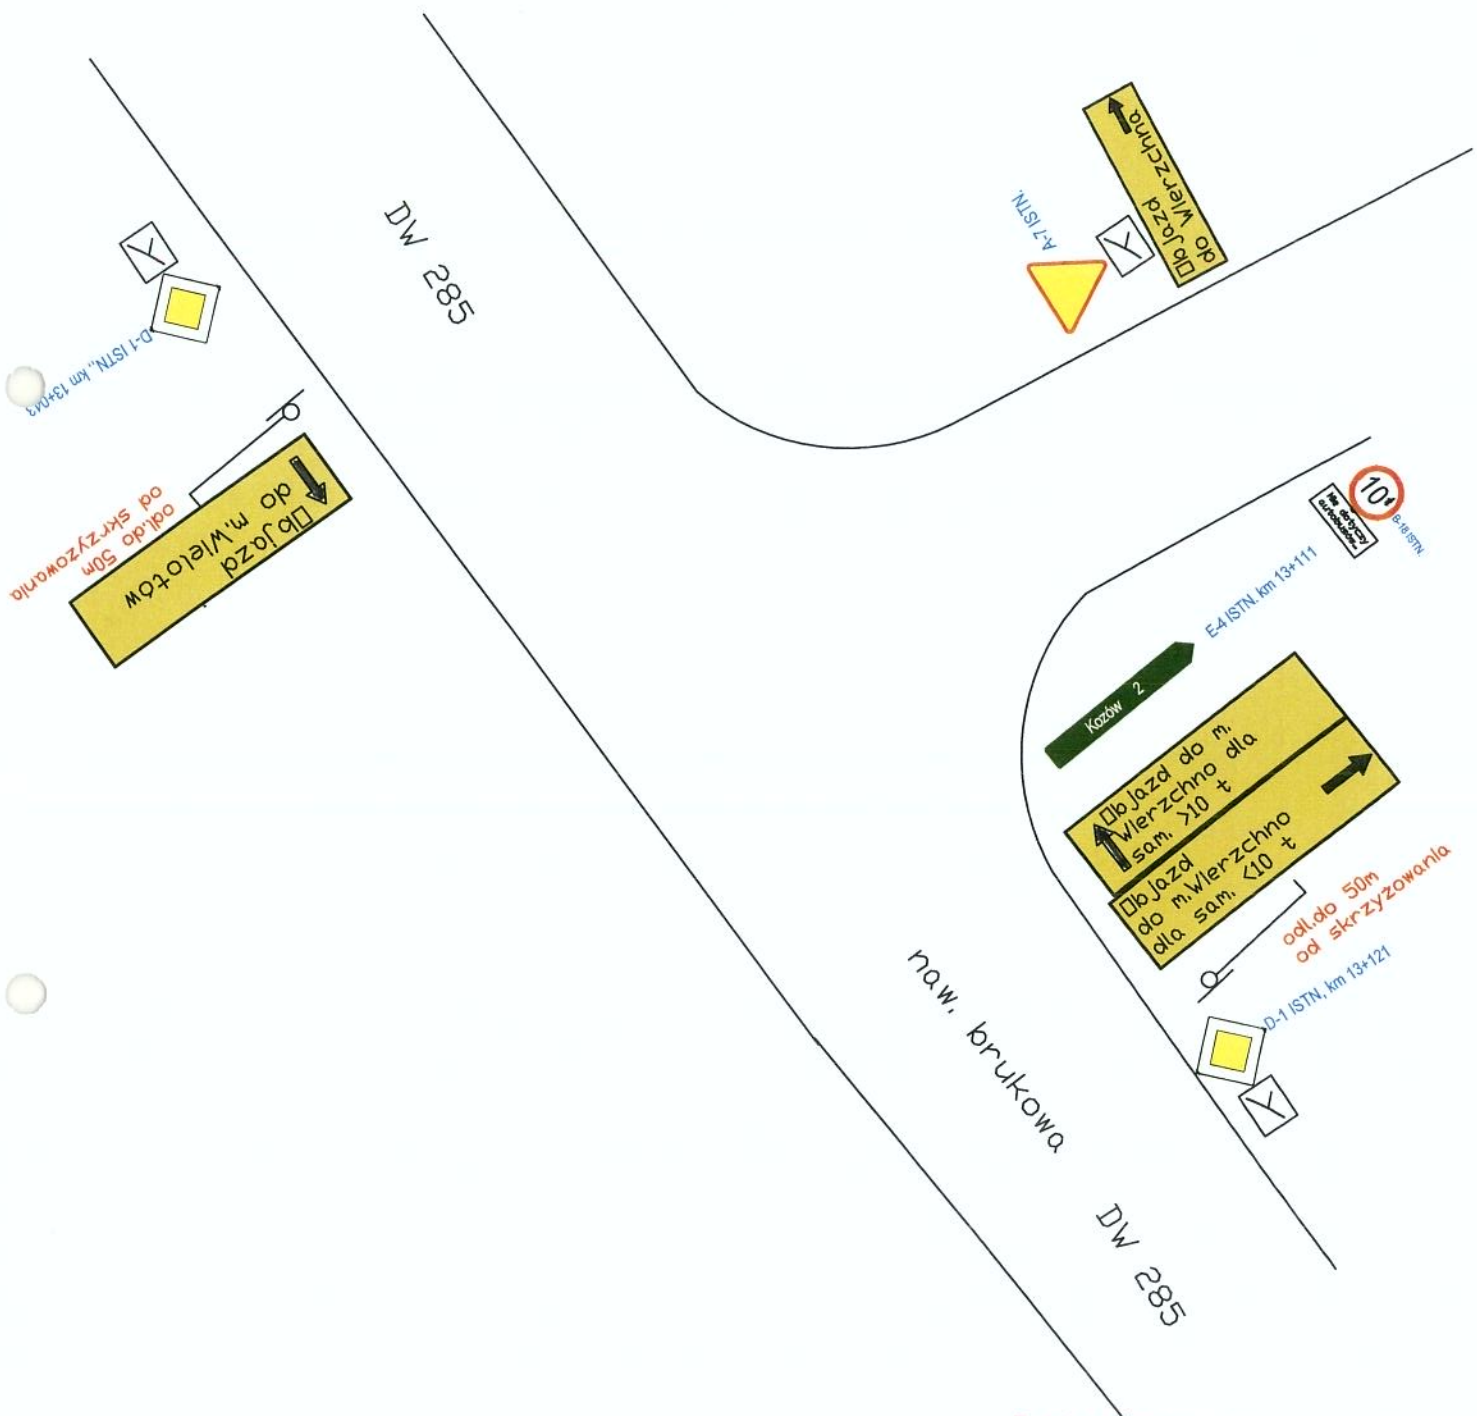 DW 285
A-7 ISTN.
Objazd
do Wierzchna
D-1 ISTN,, km 13+043
Objazd
do m.Wielotów
odl.do 50m
od skrzyzowania
10t
Nie dotyczy
autobusów...
B-18 ISTN.
E-4 ISTN. km 13+111
Kozów 2
Objazd do m.
Wierzchno dla
sam. >10 t
Objazd
do m.Wierzchno
dla sam. <10 t
odl.do 50m
od skrzyżowania
D-1 ISTN, km 13+121
naw. brukowa
DW 285